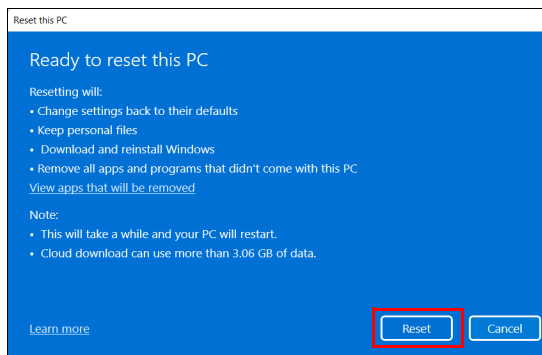 Reset this PC
Ready to reset this PC
Resetting will:
• Change settings back to their defaults
• Keep personal files
• Download and reinstall Windows
• Remove all apps and programs that didn't come with this PC
View apps that will be removed
Note:
• This will take a while and your PC will restart.
• Cloud download can use more than 3.06 GB of data.
Learn more
Reset
Cancel